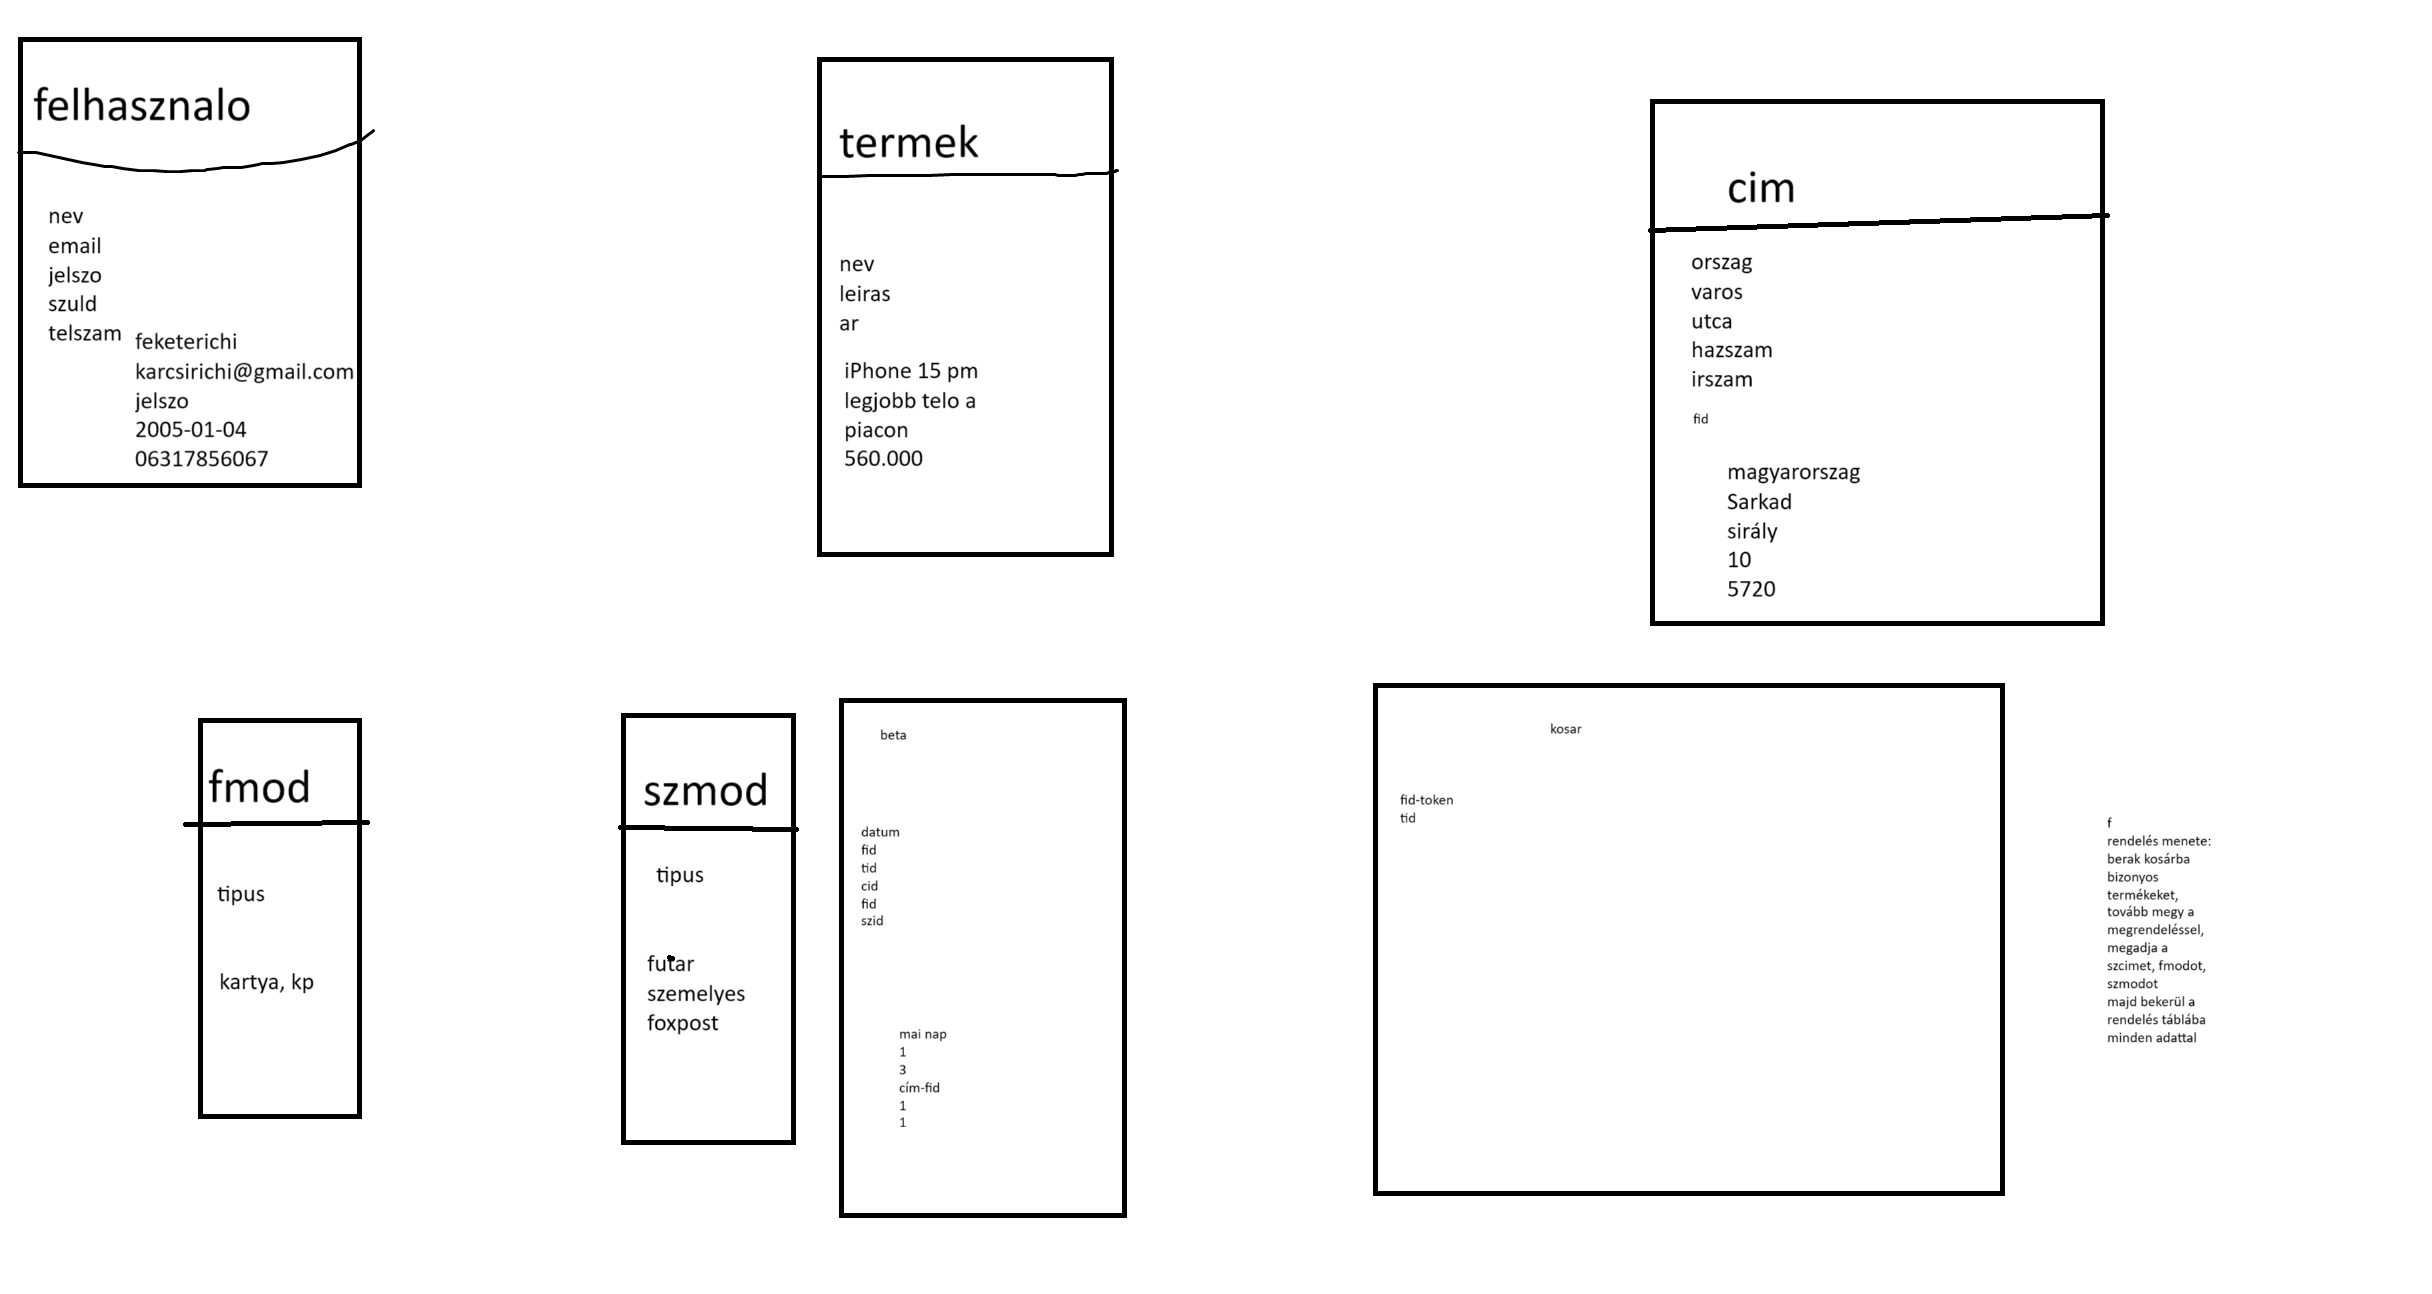 felhasznalo
nev
email
jelszo
szuld
telszam
feketerichi
karcsirichi@gmail.com
jelszo
2005-01-04
06317856067
termek
nev
leiras
ar
iPhone 15 pm
legjobb telo a
piacon
560.000
cim
orszag
varos
utca
hazszam
irszam
fid
magyarorszag
Sarkad
sirály
10
5720
fmod
tipus
kartya, kp
szmod
tipus
futar
szemelyes
foxpost
beta
datum
fid
tid
cid
fid
szid
mai nap
1
3
cím-fid
1
1
kosar
fid-token
tid
f
rendelés menete:
berak kosárba
bizonyos
termékeket,
tovább megy a
megrendeléssel,
megadja a
szcimet, fmodot,
szmodot
majd bekerül a
rendelés táblába
minden adattal